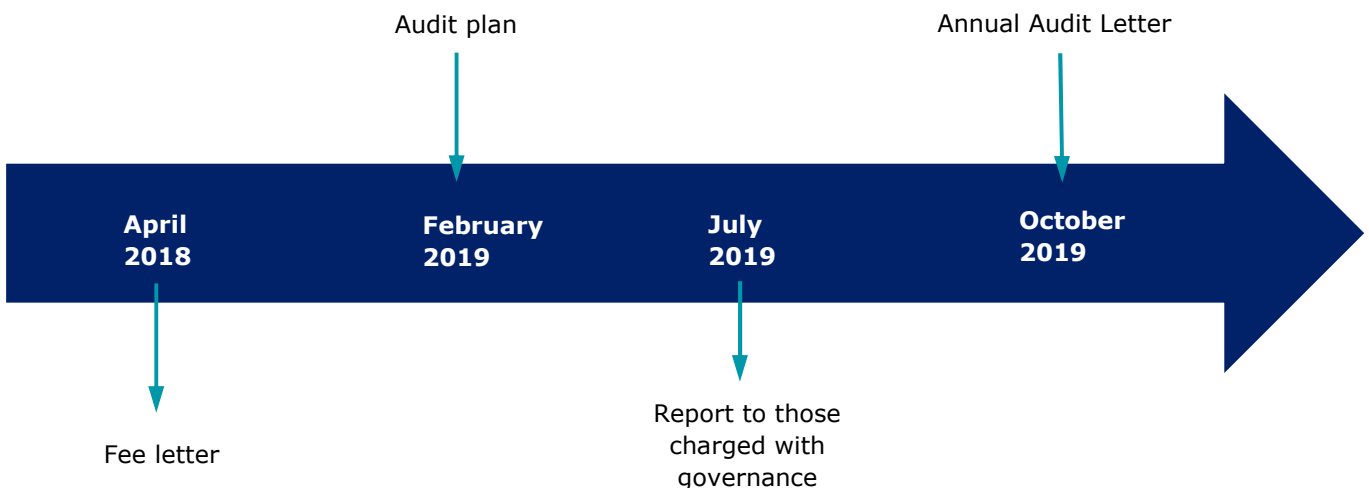 Audit plan
Annual Audit Letter
April
2018
February
2019
July
2019
October
2019
Fee letter
Report to those
charged with
governance